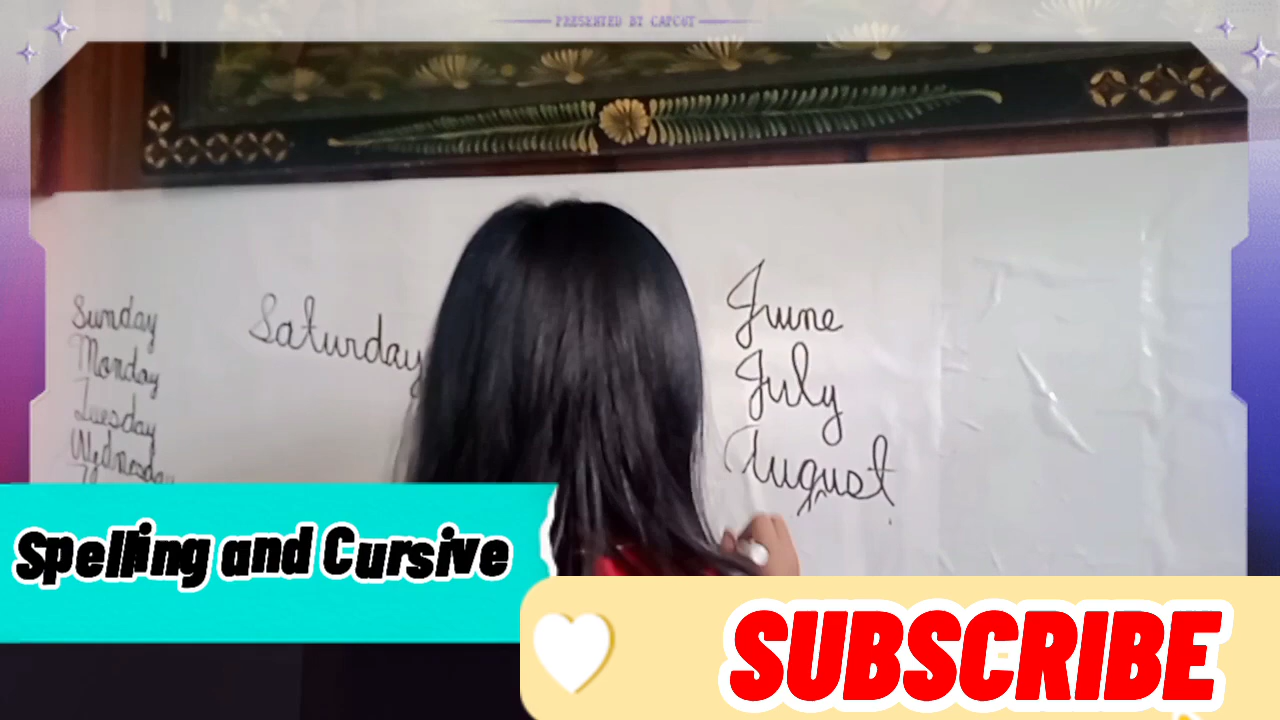 PRESENTED BY CAPCUT
Sunday
Monday
Tuesday
Wednesday
Saturday
June
July
August
Spelling and Cursive
SUBSCRIBE